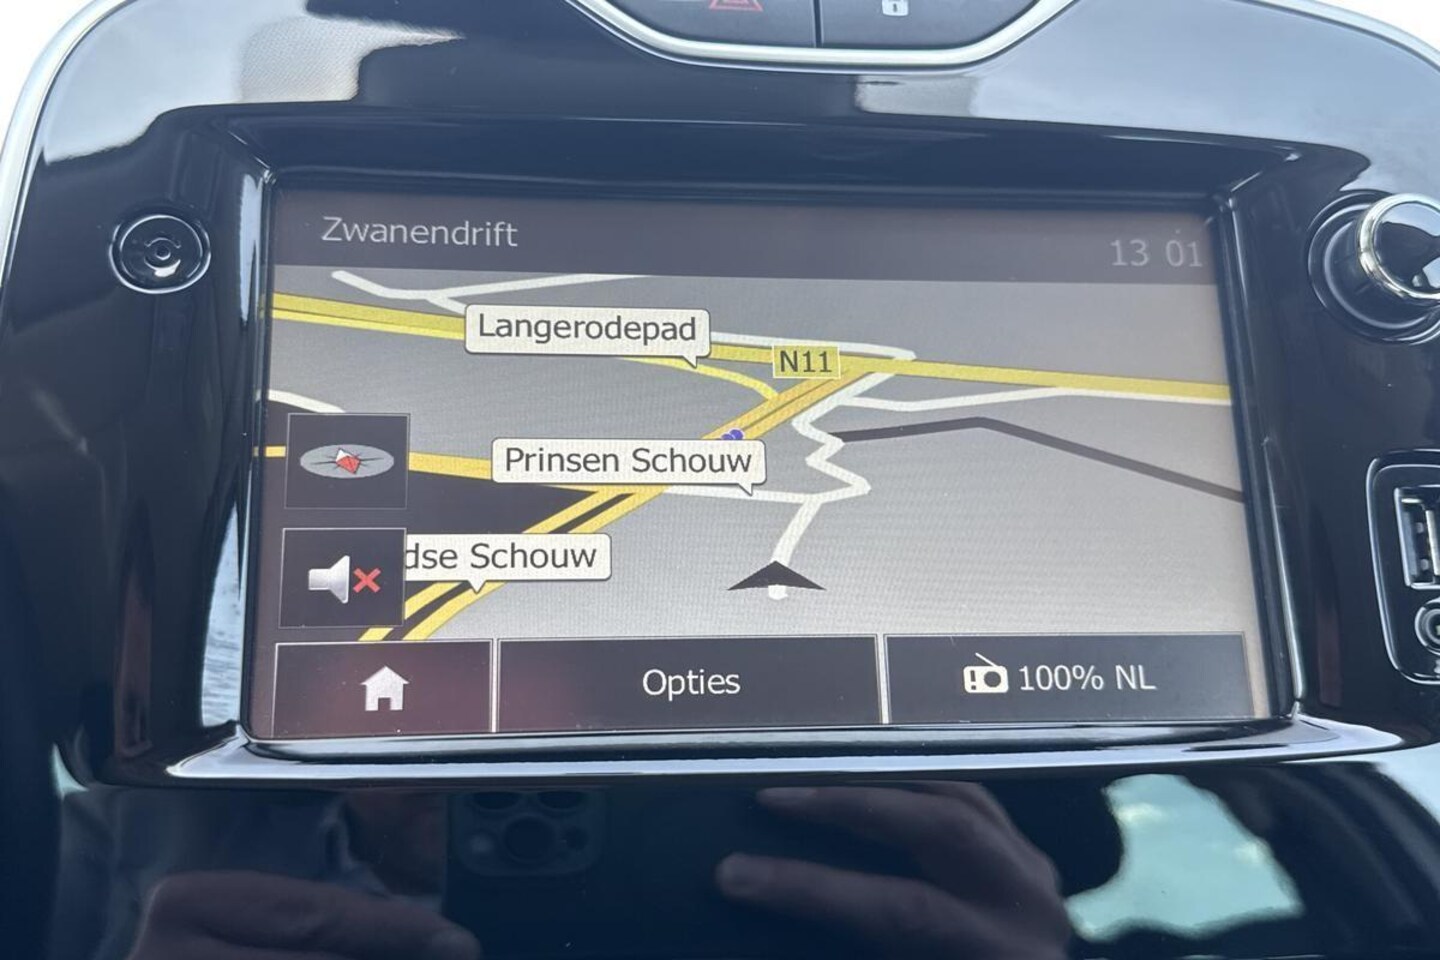 Zwanendrift
13 01
Langerodepad
N11
Prinsen Schouw
dse Schouw
Opties
100% NL